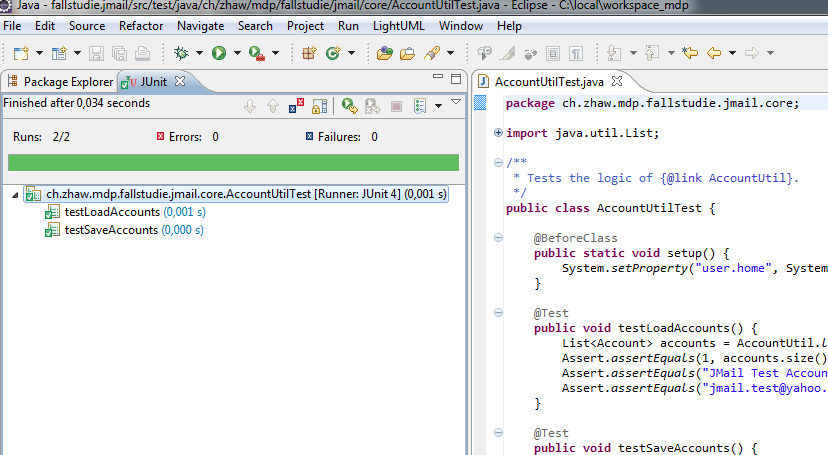 Java - fallstudie.jmail/src/test/java/ch/zhaw/mdp/fallstudie/jmail/core/AccountUtilTest.java - Eclipse - C:\local\workspace_mdp
File Edit Source Refactor Navigate Search Project Run LightUML Window Help
Package Explorer JUnit
Finished after 0,034 seconds
Runs: 2/2 Errors: 0 Failures: 0
ch.zhaw.mdp.fallstudie.jmail.core.AccountUtilTest [Runner: JUnit 4] (0,001 s)
testLoadAccounts (0,001 s)
testSaveAccounts (0,000 s)
AccountUtilTest.java
package ch.zhaw.mdp.fallstudie.jmail.core;
import java.util.List;
/**
* Tests the logic of {@link AccountUtil}.
*/
public class AccountUtilTest {
@BeforeClass
public static void setup() {
System.setProperty("user.home", System
}
@Test
public void testLoadAccounts() {
List<Account> accounts = AccountUtil.l
Assert.assertEquals(1, accounts.size()
Assert.assertEquals("JMail Test Accoun
Assert.assertEquals("jmail.test@yahoo.
}
@Test
public void testSaveAccounts() {